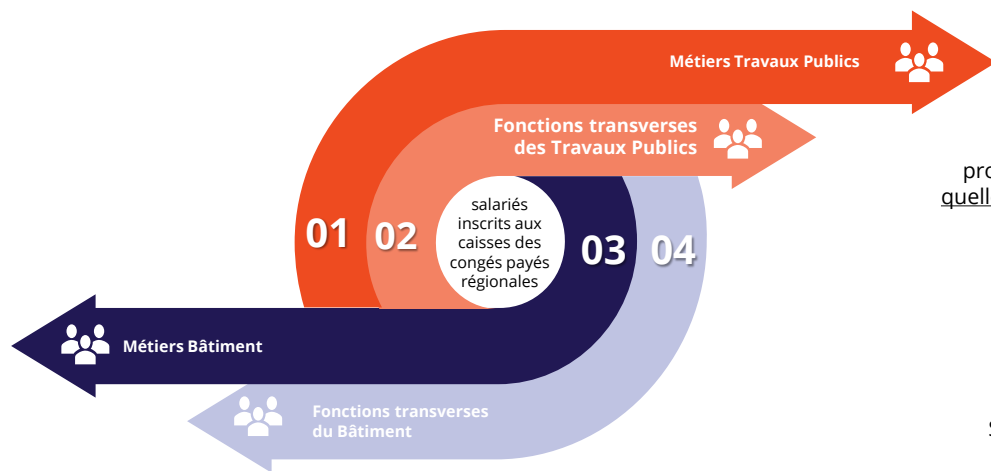 Métiers Travaux Publics
Fonctions transverses
des Travaux Publics
01
02
salariés
inscrits aux
caisses des
congés payés
régionales
03
04
Métiers Bâtiment
Fonctions transverses
du Bâtiment